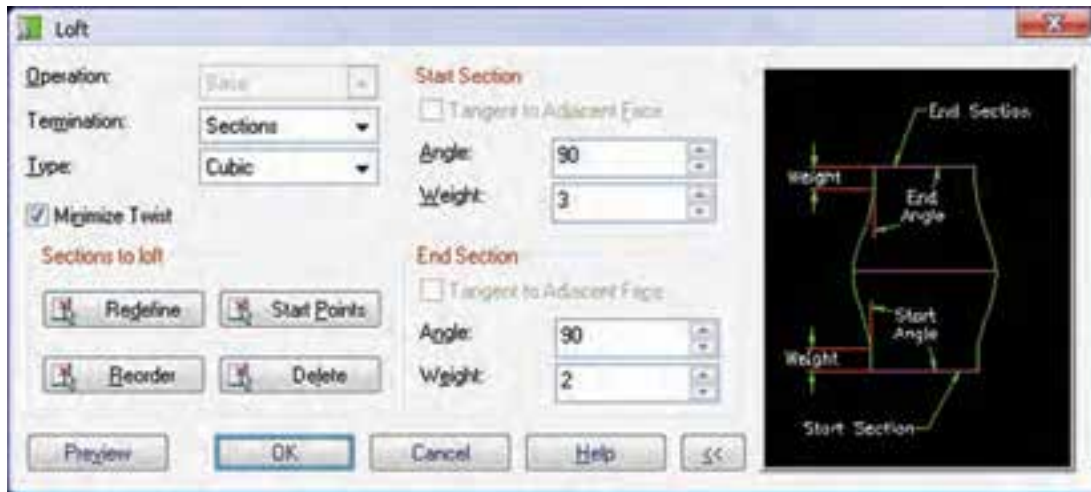 Loft
Operation: Base
Termination: Sections
Type: Cubic
Minimize Twist
Sections to loft
Redefine
Start Points
Reorder
Delete
Start Section
Tangent to Adjacent Face
Angle: 90
Weight: 3
End Section
Tangent to Adjacent Face
Angle: 90
Weight: 2
Preview
OK
Cancel
Help
<<
End Section
Weight
End
Angle
Start
Angle
Weight
Start Section